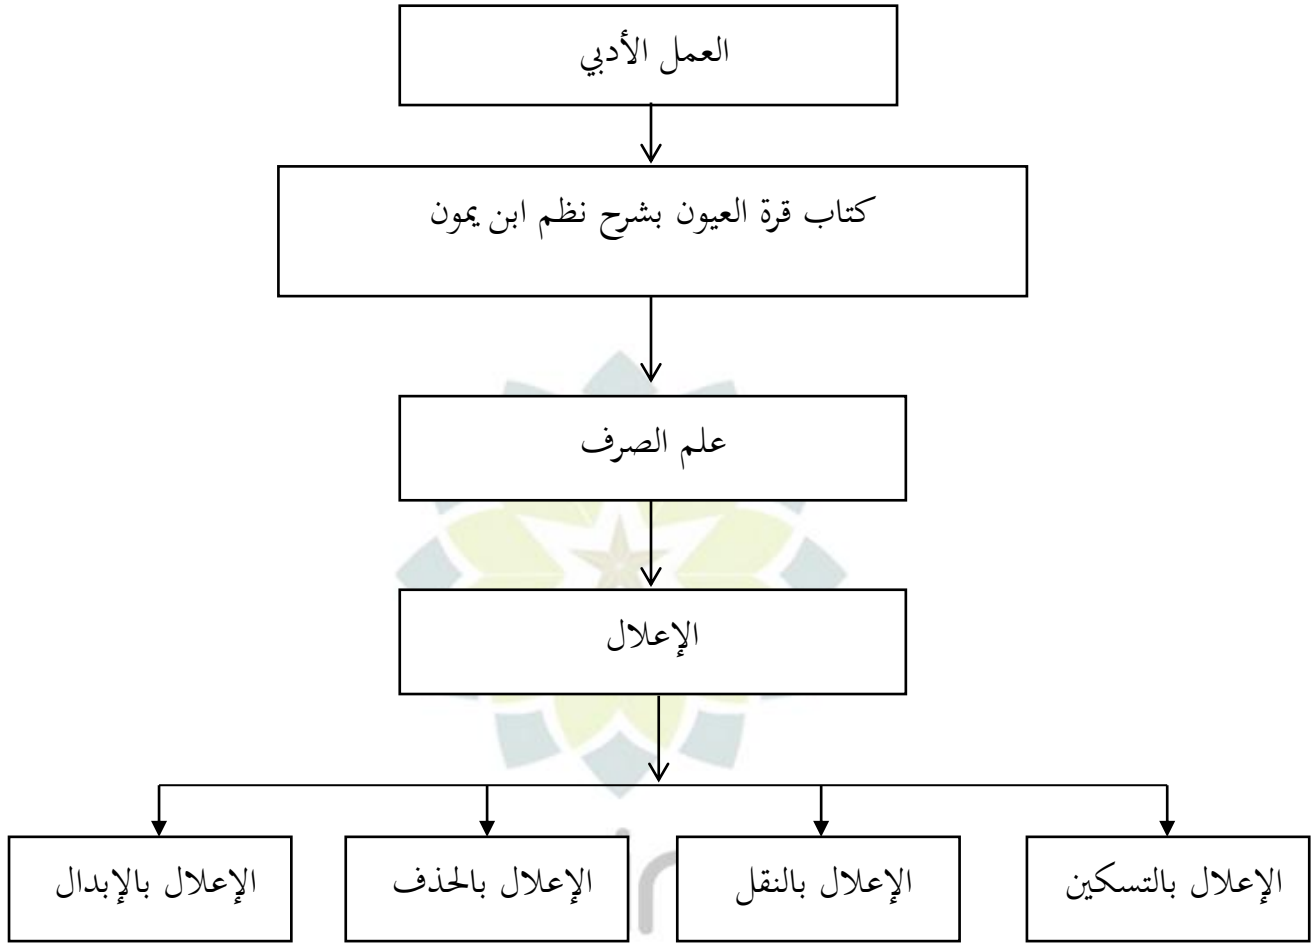 العمل الأدبي
كتاب قرة العيون بشرح نظم ابن يمون
علم الصرف
الإعلال
الإعلال بالتسكين
الإعلال بالنقل
الإعلال بالحذف
الإعلال بالإبدال